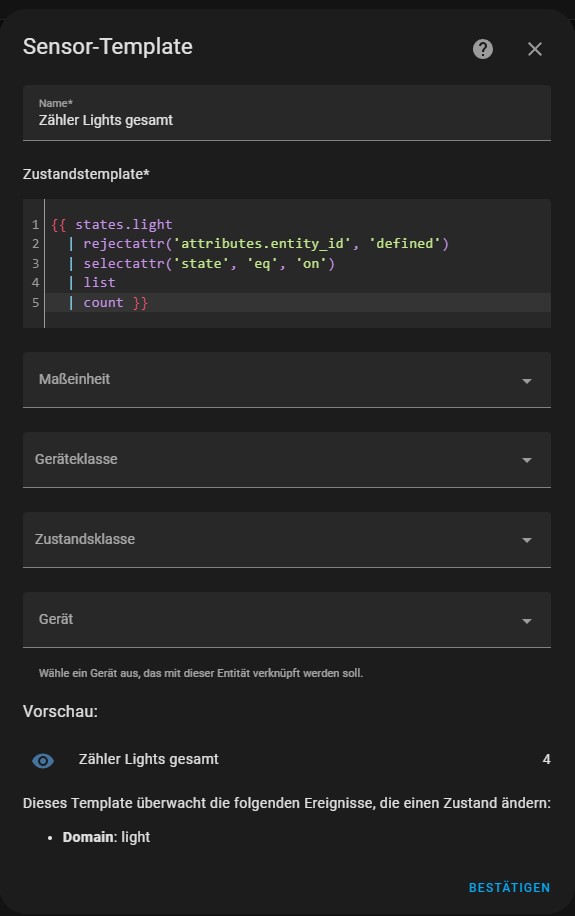 Sensor-Template
Name*
Zähler Lights gesamt
Zustandstemplate*
1 {{ states.light
2   | rejectattr('attributes.entity_id', 'defined')
3   | selectattr('state', 'eq', 'on')
4   | list
5   | count }}
Maßeinheit
Geräteklasse
Zustandsklasse
Gerät
Wähle ein Gerät aus, das mit dieser Entität verknüpft werden soll.
Vorschau:
Zähler Lights gesamt 4
Dieses Template überwacht die folgenden Ereignisse, die einen Zustand ändern:
• Domain: light
BESTÄTIGEN